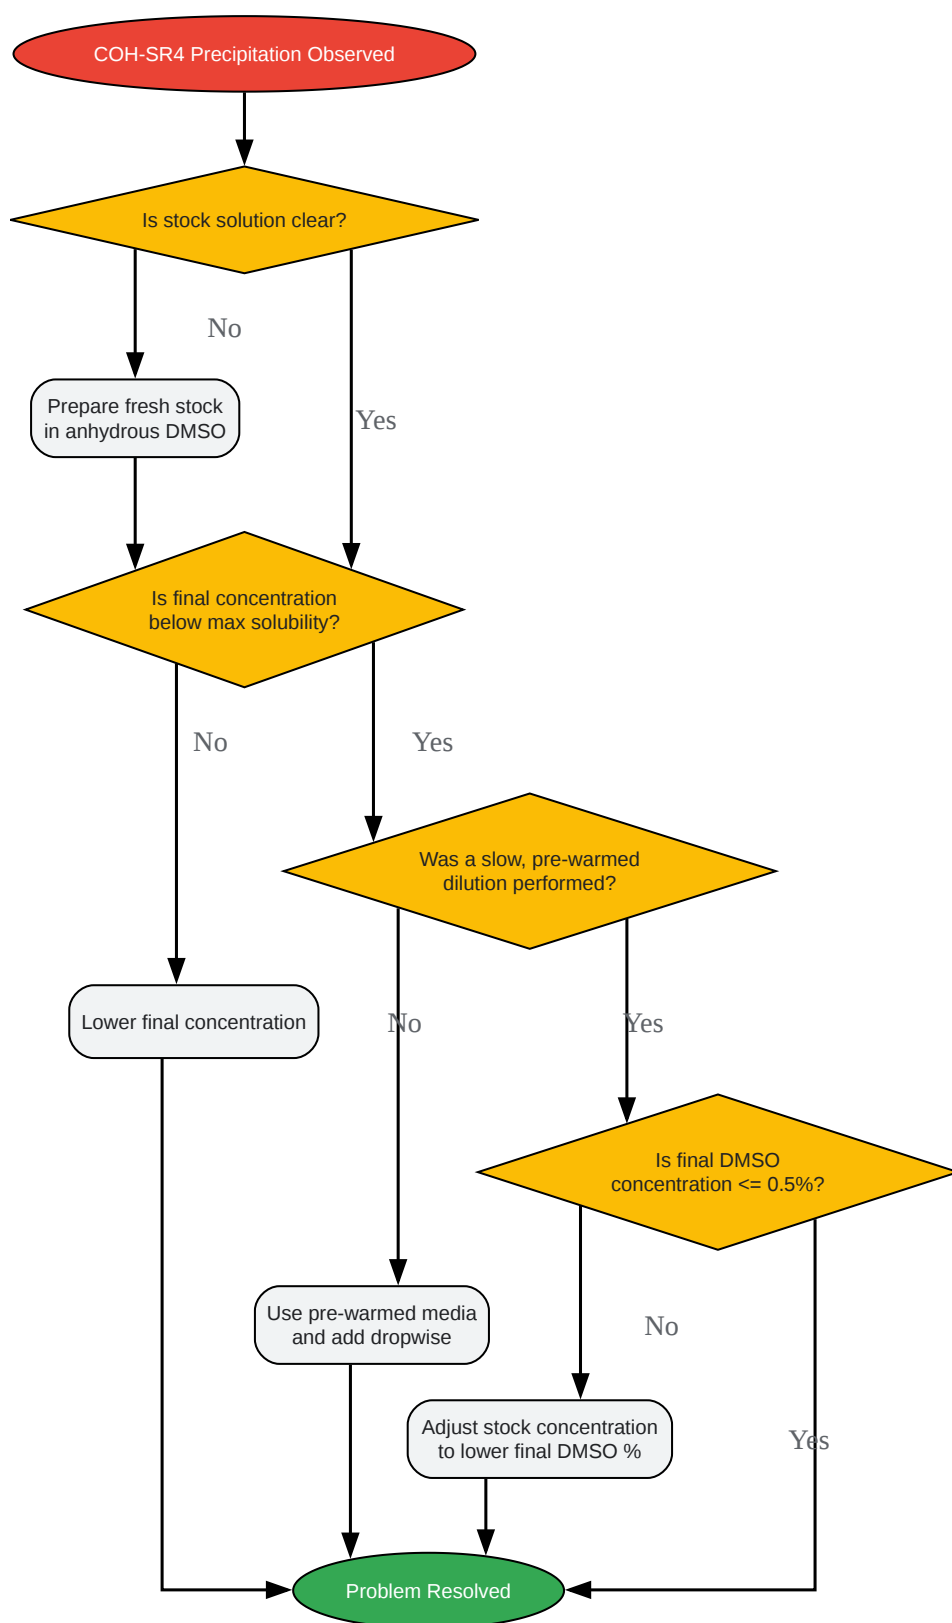 COH-SR4 Precipitation Observed
Is stock solution clear?
No
Prepare fresh stock
in anhydrous DMSO
Yes
Is final concentration
below max solubility?
No
Yes
Was a slow, pre-warmed
dilution performed?
Lower final concentration
No
Yes
Is final DMSO
concentration <= 0.5%?
Use pre-warmed media
and add dropwise
No
Adjust stock concentration
to lower final DMSO %
Yes
Problem Resolved